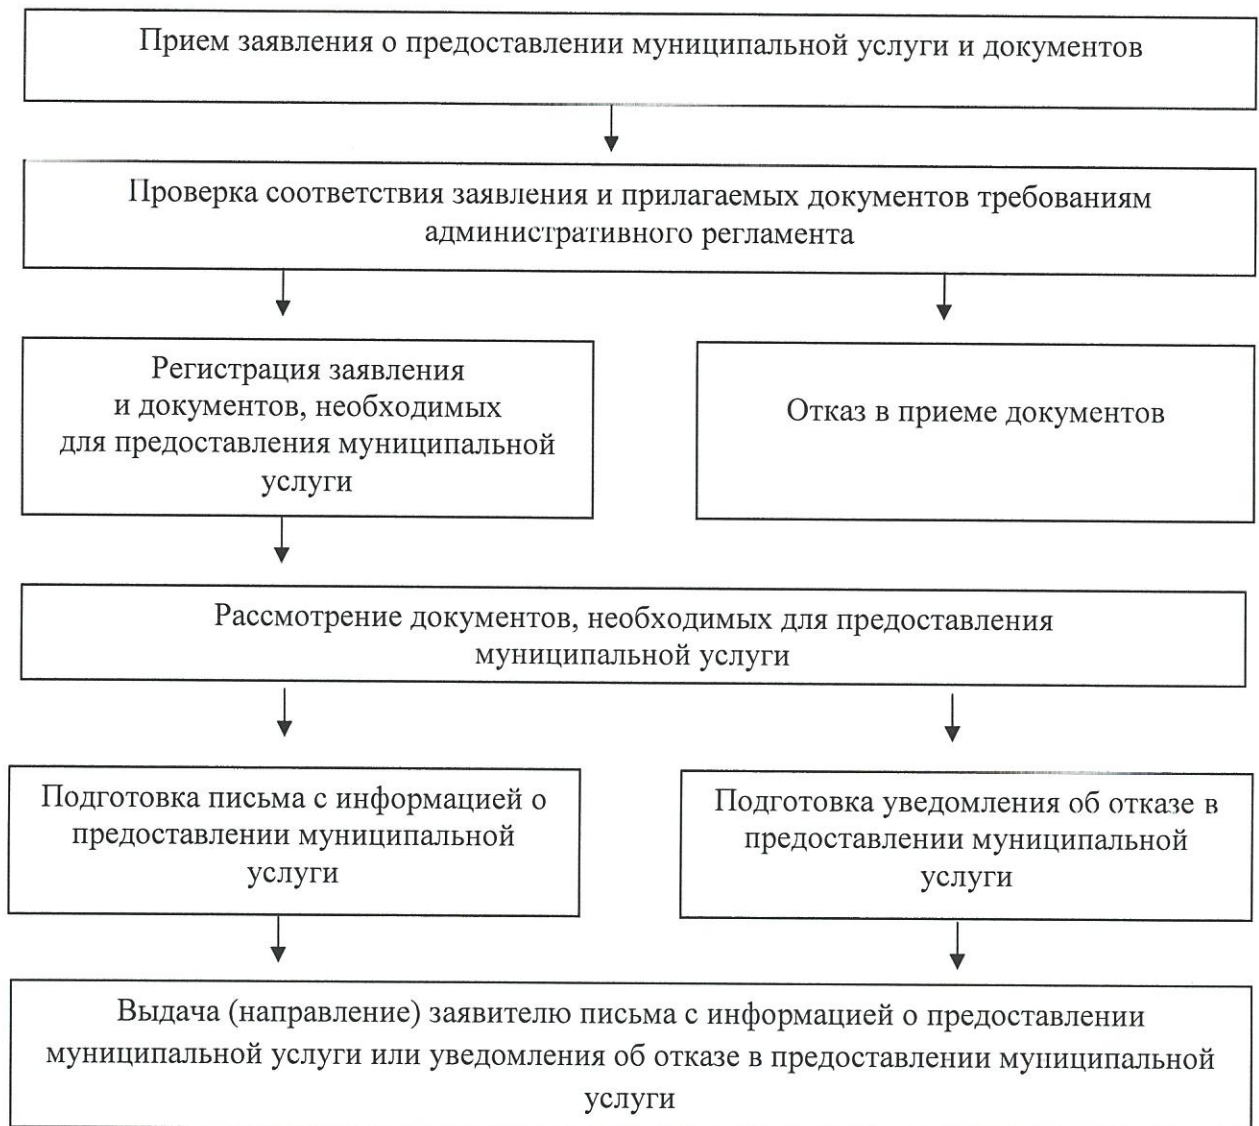 Прием заявления о предоставлении муниципальной услуги и документов
Проверка соответствия заявления и прилагаемых документов требованиям
административного регламента
Регистрация заявления
и документов, необходимых
для предоставления муниципальной
услуги
Отказ в приеме документов
Рассмотрение документов, необходимых для предоставления
муниципальной услуги
Подготовка письма с информацией о
предоставлении муниципальной
услуги
Подготовка уведомления об отказе в
предоставлении муниципальной
услуги
Выдача (направление) заявителю письма с информацией о предоставлении
муниципальной услуги или уведомления об отказе в предоставлении муниципальной
услуги